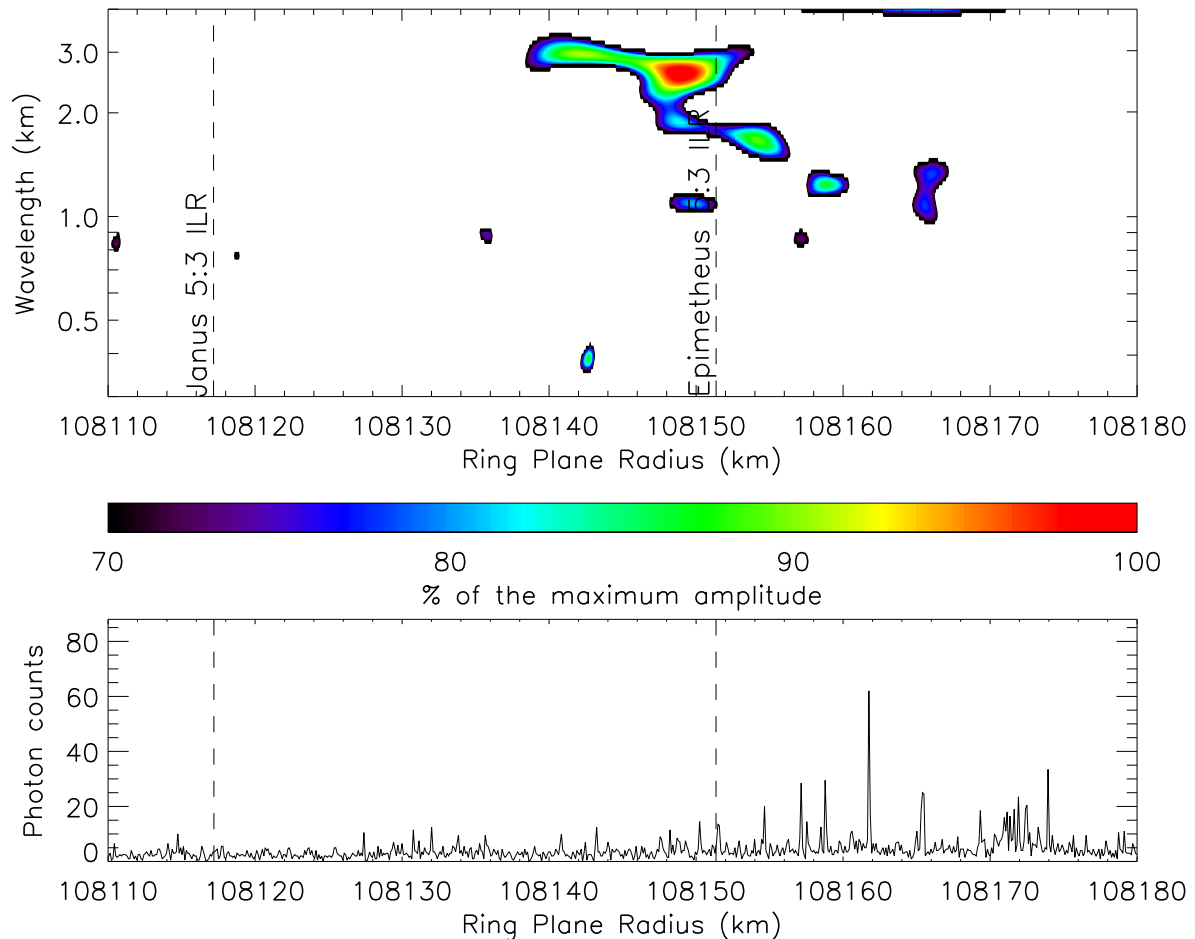 3.0
2.0
1.0
0.5
Wavelength (km)
Janus 5:3 ILR
Epimetheus 5:3 ILR
108110 108120 108130 108140 108150 108160 108170 108180
Ring Plane Radius (km)
70 80 90 100
% of the maximum amplitude
80
60
40
20
0
Photon counts
108110 108120 108130 108140 108150 108160 108170 108180
Ring Plane Radius (km)